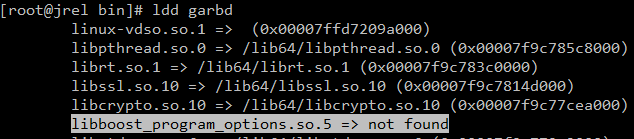 [root@jrel bin]# ldd garbd
linux-vdso.so.1 => (0x00007ffd7209a000)
libpthread.so.0 => /lib64/libpthread.so.0 (0x00007f9c785c8000)
librt.so.1 => /lib64/librt.so.1 (0x00007f9c783c0000)
libssl.so.10 => /lib64/libssl.so.10 (0x00007f9c7814d000)
libcrypto.so.10 => /lib64/libcrypto.so.10 (0x00007f9c77cea000)
libboost_program_options.so.5 => not found